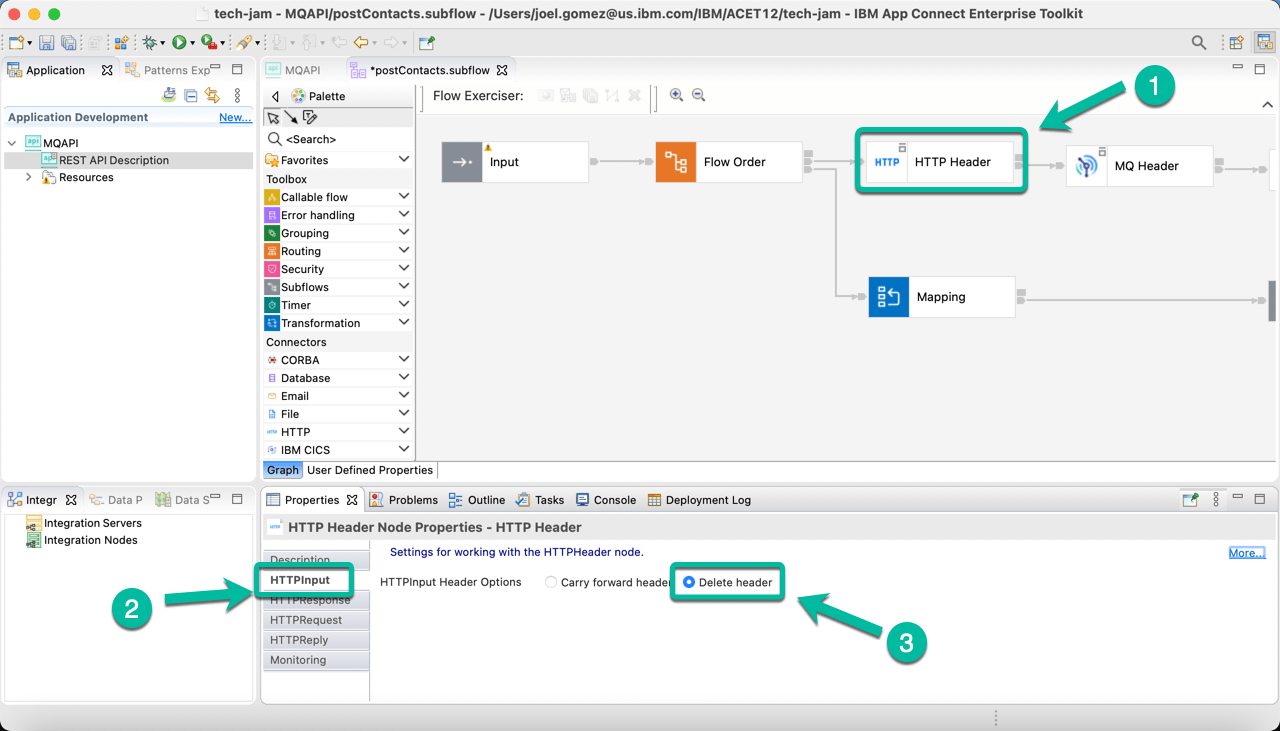 tech-jam - MQAPI/postContacts.subflow - /Users/joel.gomez@us.ibm.com/IBM/ACET12/tech-jam - IBM App Connect Enterprise Toolkit
Application
Patterns Exp
MQAPI
*postContacts.subflow
Palette
Flow Exerciser:
1
Application Development
New...
<Search>
MQAPI
REST API Description
Resources
Favorites
Toolbox
Callable flow
Error handling
Grouping
Routing
Security
Subflows
Timer
Transformation
Connectors
CORBA
Database
Email
File
HTTP
IBM CICS
Input
Flow Order
HTTP
HTTP Header
MQ Header
Mapping
Graph
User Defined Properties
Integr
Data P
Data S
Integration Servers
Integration Nodes
Properties
Problems
Outline
Tasks
Console
Deployment Log
HTTP Header Node Properties - HTTP Header
Description
HTTPInput
HTTPResponse
HTTPRequest
HTTPReply
Monitoring
Settings for working with the HTTPHeader node.
More...
HTTPInput Header Options
Carry forward header
Delete header
2
3